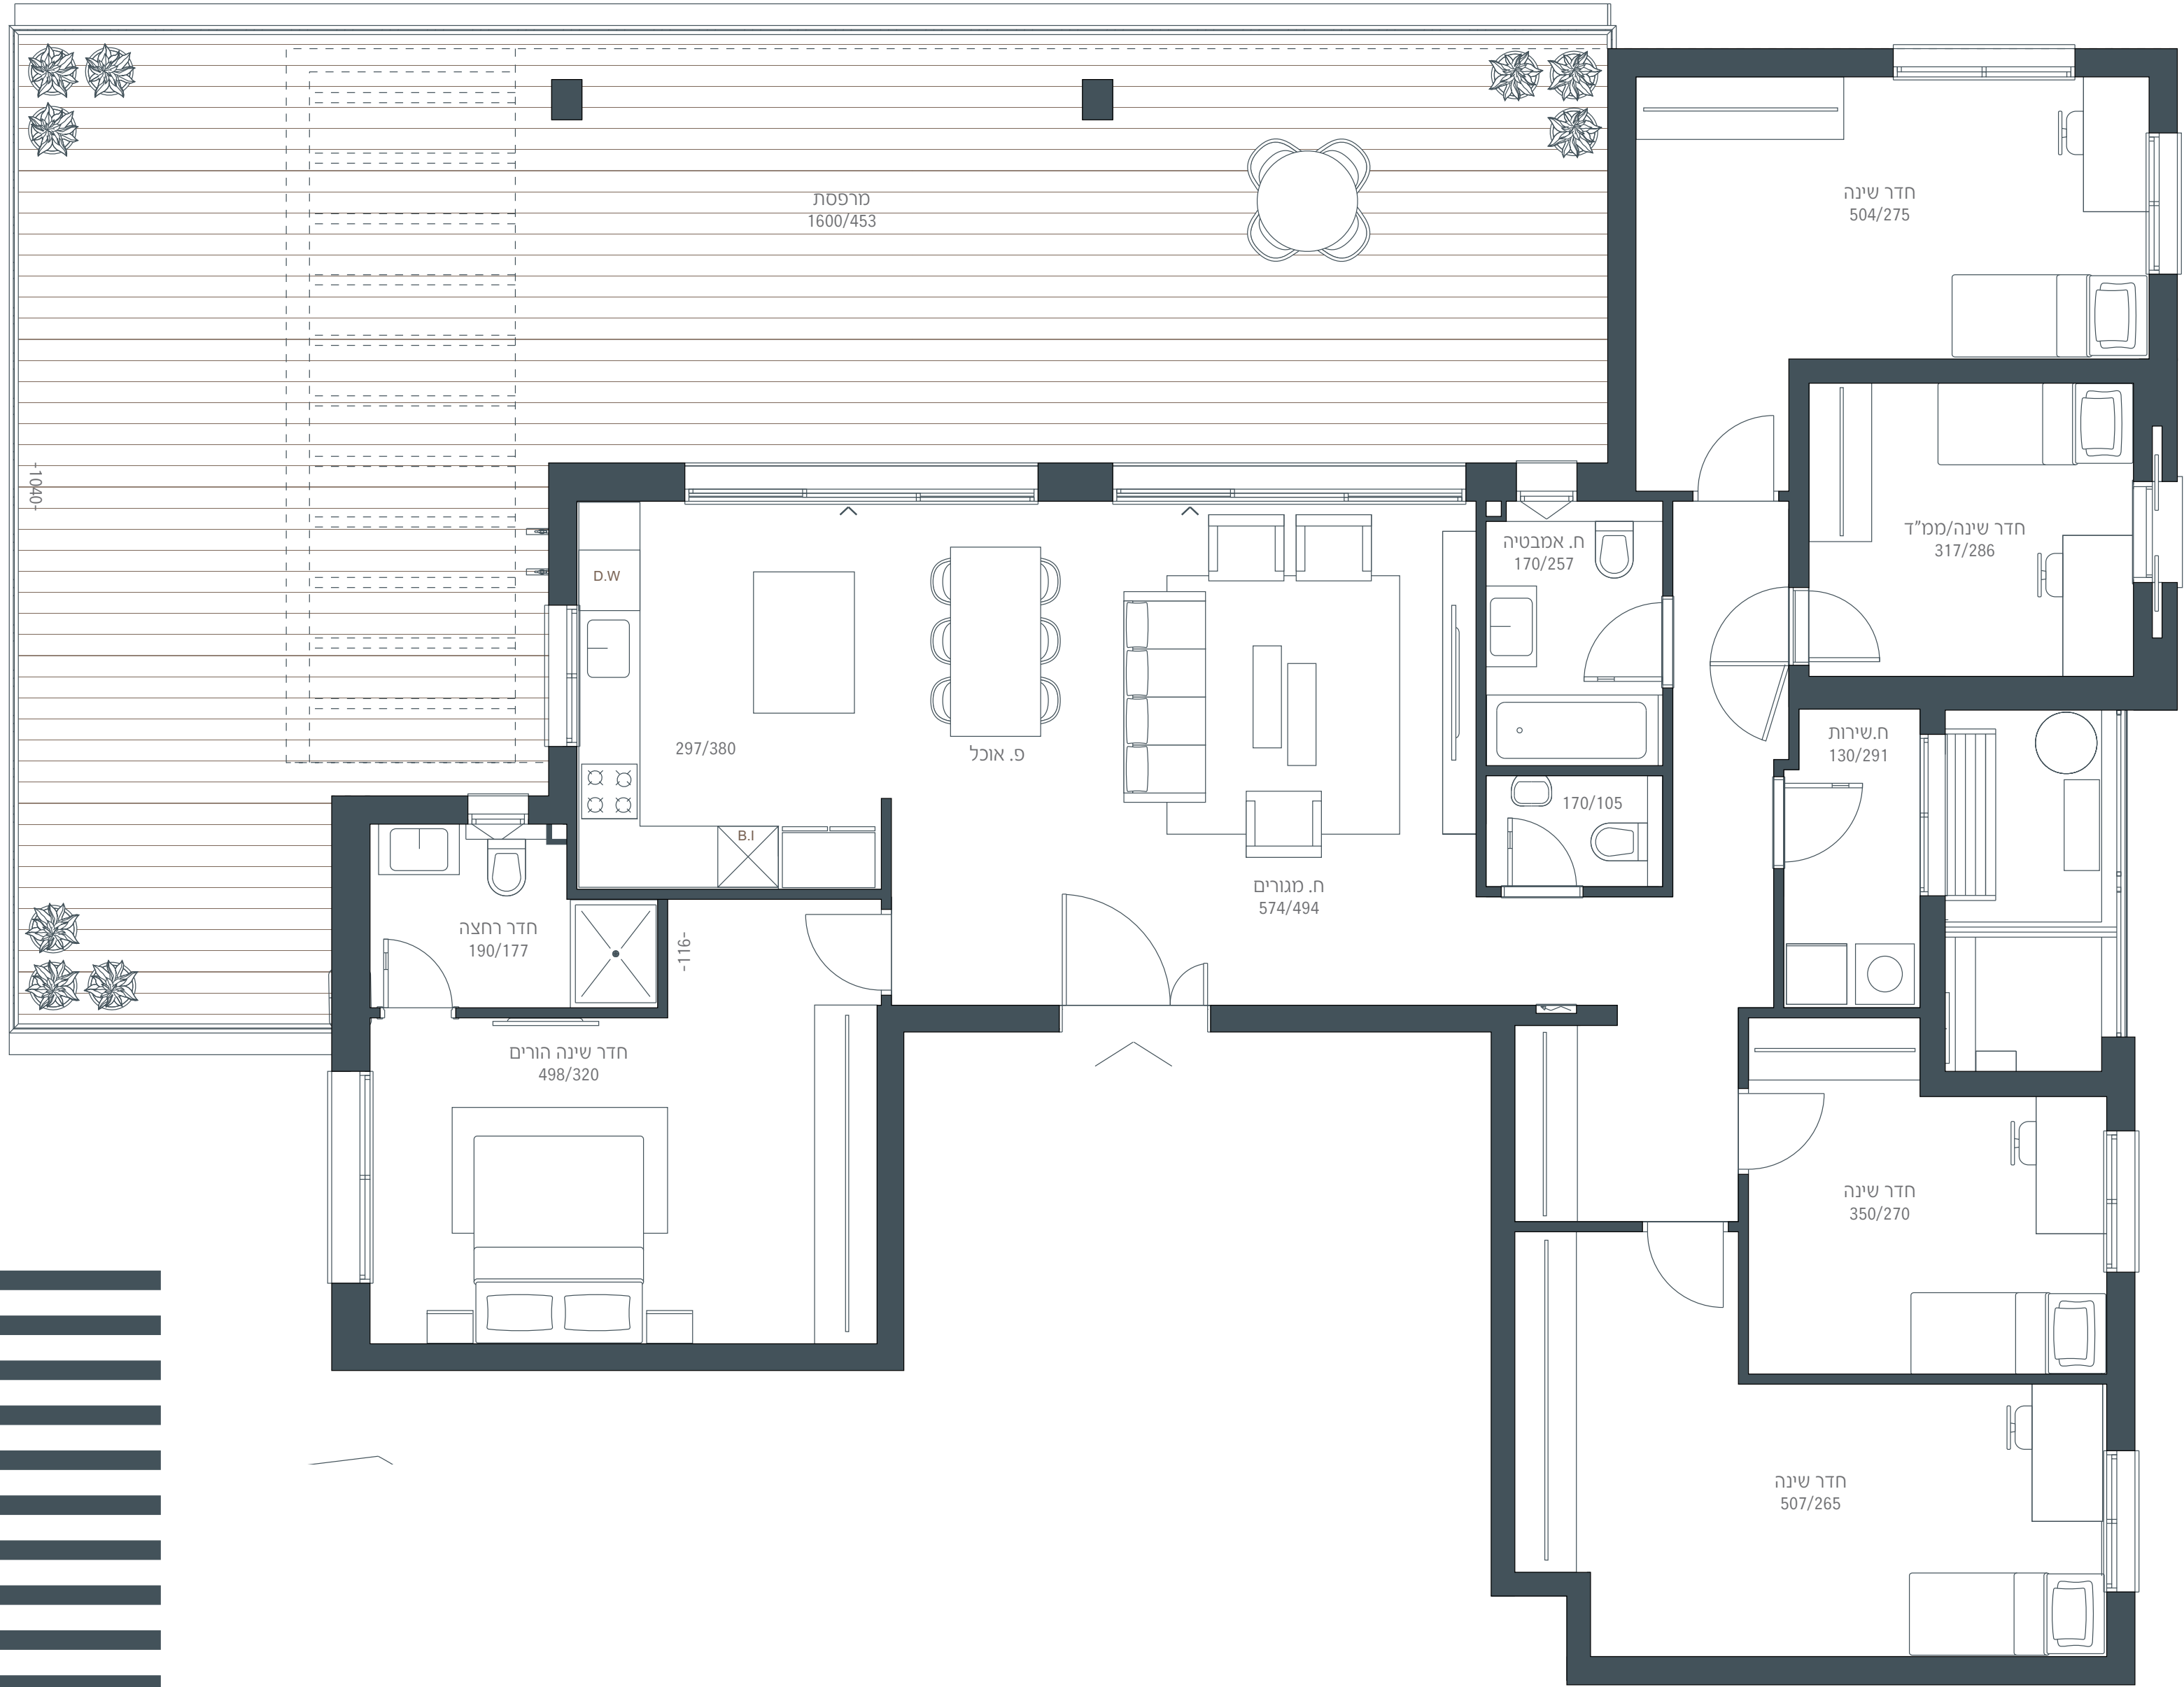 מרפסת
1600/453
חדר שינה
504/275
-1040-
חדר שינה/ממ"ד
317/286
ח. אמבטיה
170/257
D.W
297/380
פ. אוכל
ח.שירות
130/291
170/105
B.I
ח. מגורים
574/494
חדר רחצה
190/177
-116-
חדר שינה הורים
498/320
חדר שינה
350/270
חדר שינה
507/265